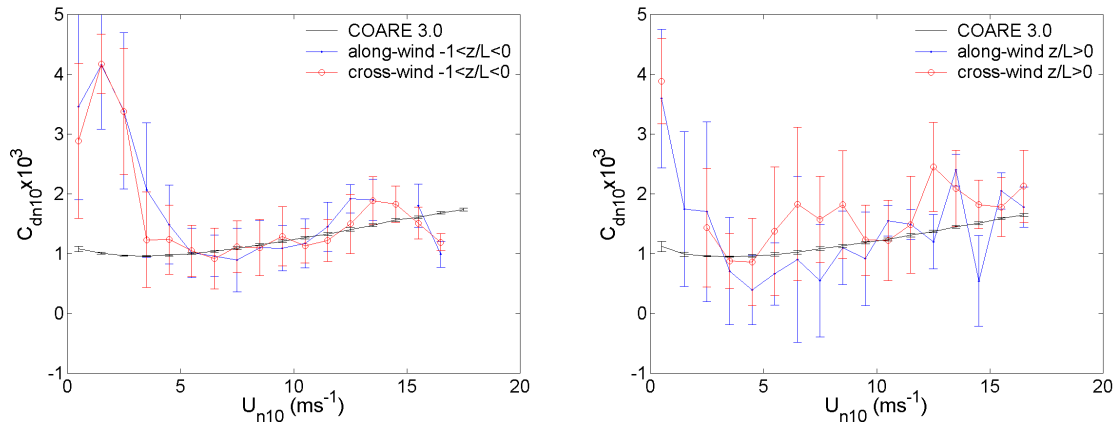 5
4
3
2
1
0
-1
C_dn10x10^3
0
5
10
15
20
U_n10 (ms^-1)
COARE 3.0
along-wind -1<z/L<0
cross-wind -1<z/L<0
5
4
3
2
1
0
-1
C_dn10x10^3
0
5
10
15
20
U_n10 (ms^-1)
COARE 3.0
along-wind z/L>0
cross-wind z/L>0